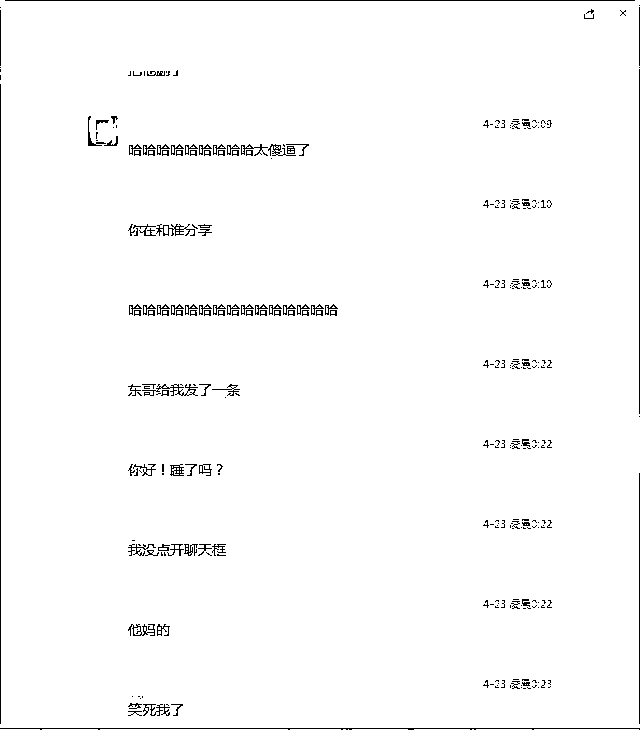 4-23 凌晨0:09
哈哈哈哈哈哈哈哈哈太傻逼了
4-23 凌晨0:10
你在和谁分享
4-23 凌晨0:10
哈哈哈哈哈哈哈哈哈哈哈哈哈哈哈
4-23 凌晨0:22
东哥给我发了一条
4-23 凌晨0:22
你好！睡了吗？
4-23 凌晨0:22
我没点开聊天框
4-23 凌晨0:22
他妈的
4-23 凌晨0:23
笑死我了